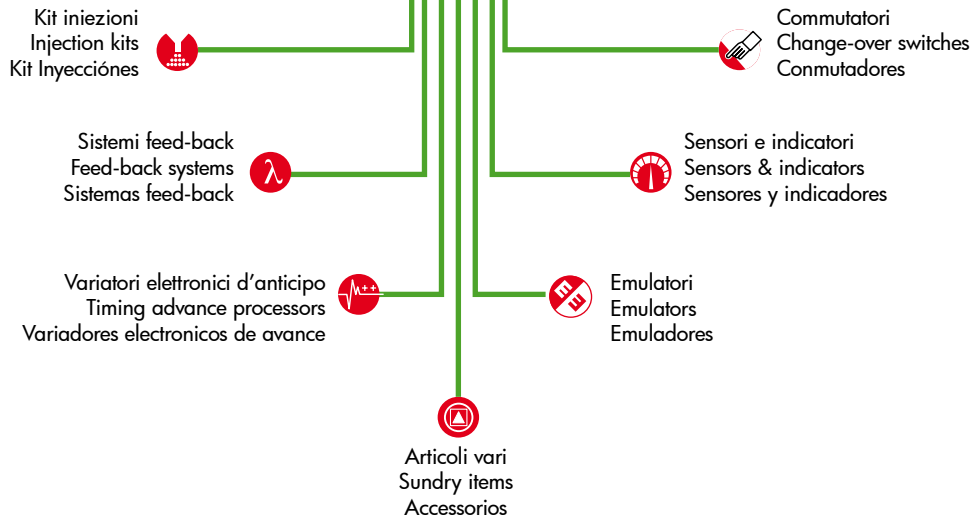 Kit iniezioni
Injection kits
Kit Inyecciónes
Commutatori
Change-over switches
Conmutadores
Sistemi feed-back
Feed-back systems
Sistemas feed-back
λ
Sensori e indicatori
Sensors & indicators
Sensores y indicadores
Variatori elettronici d’anticipo
Timing advance processors
Variadores electronicos de avance
++
E
E
Emulatori
Emulators
Emuladores
Articoli vari
Sundry items
Accessorios